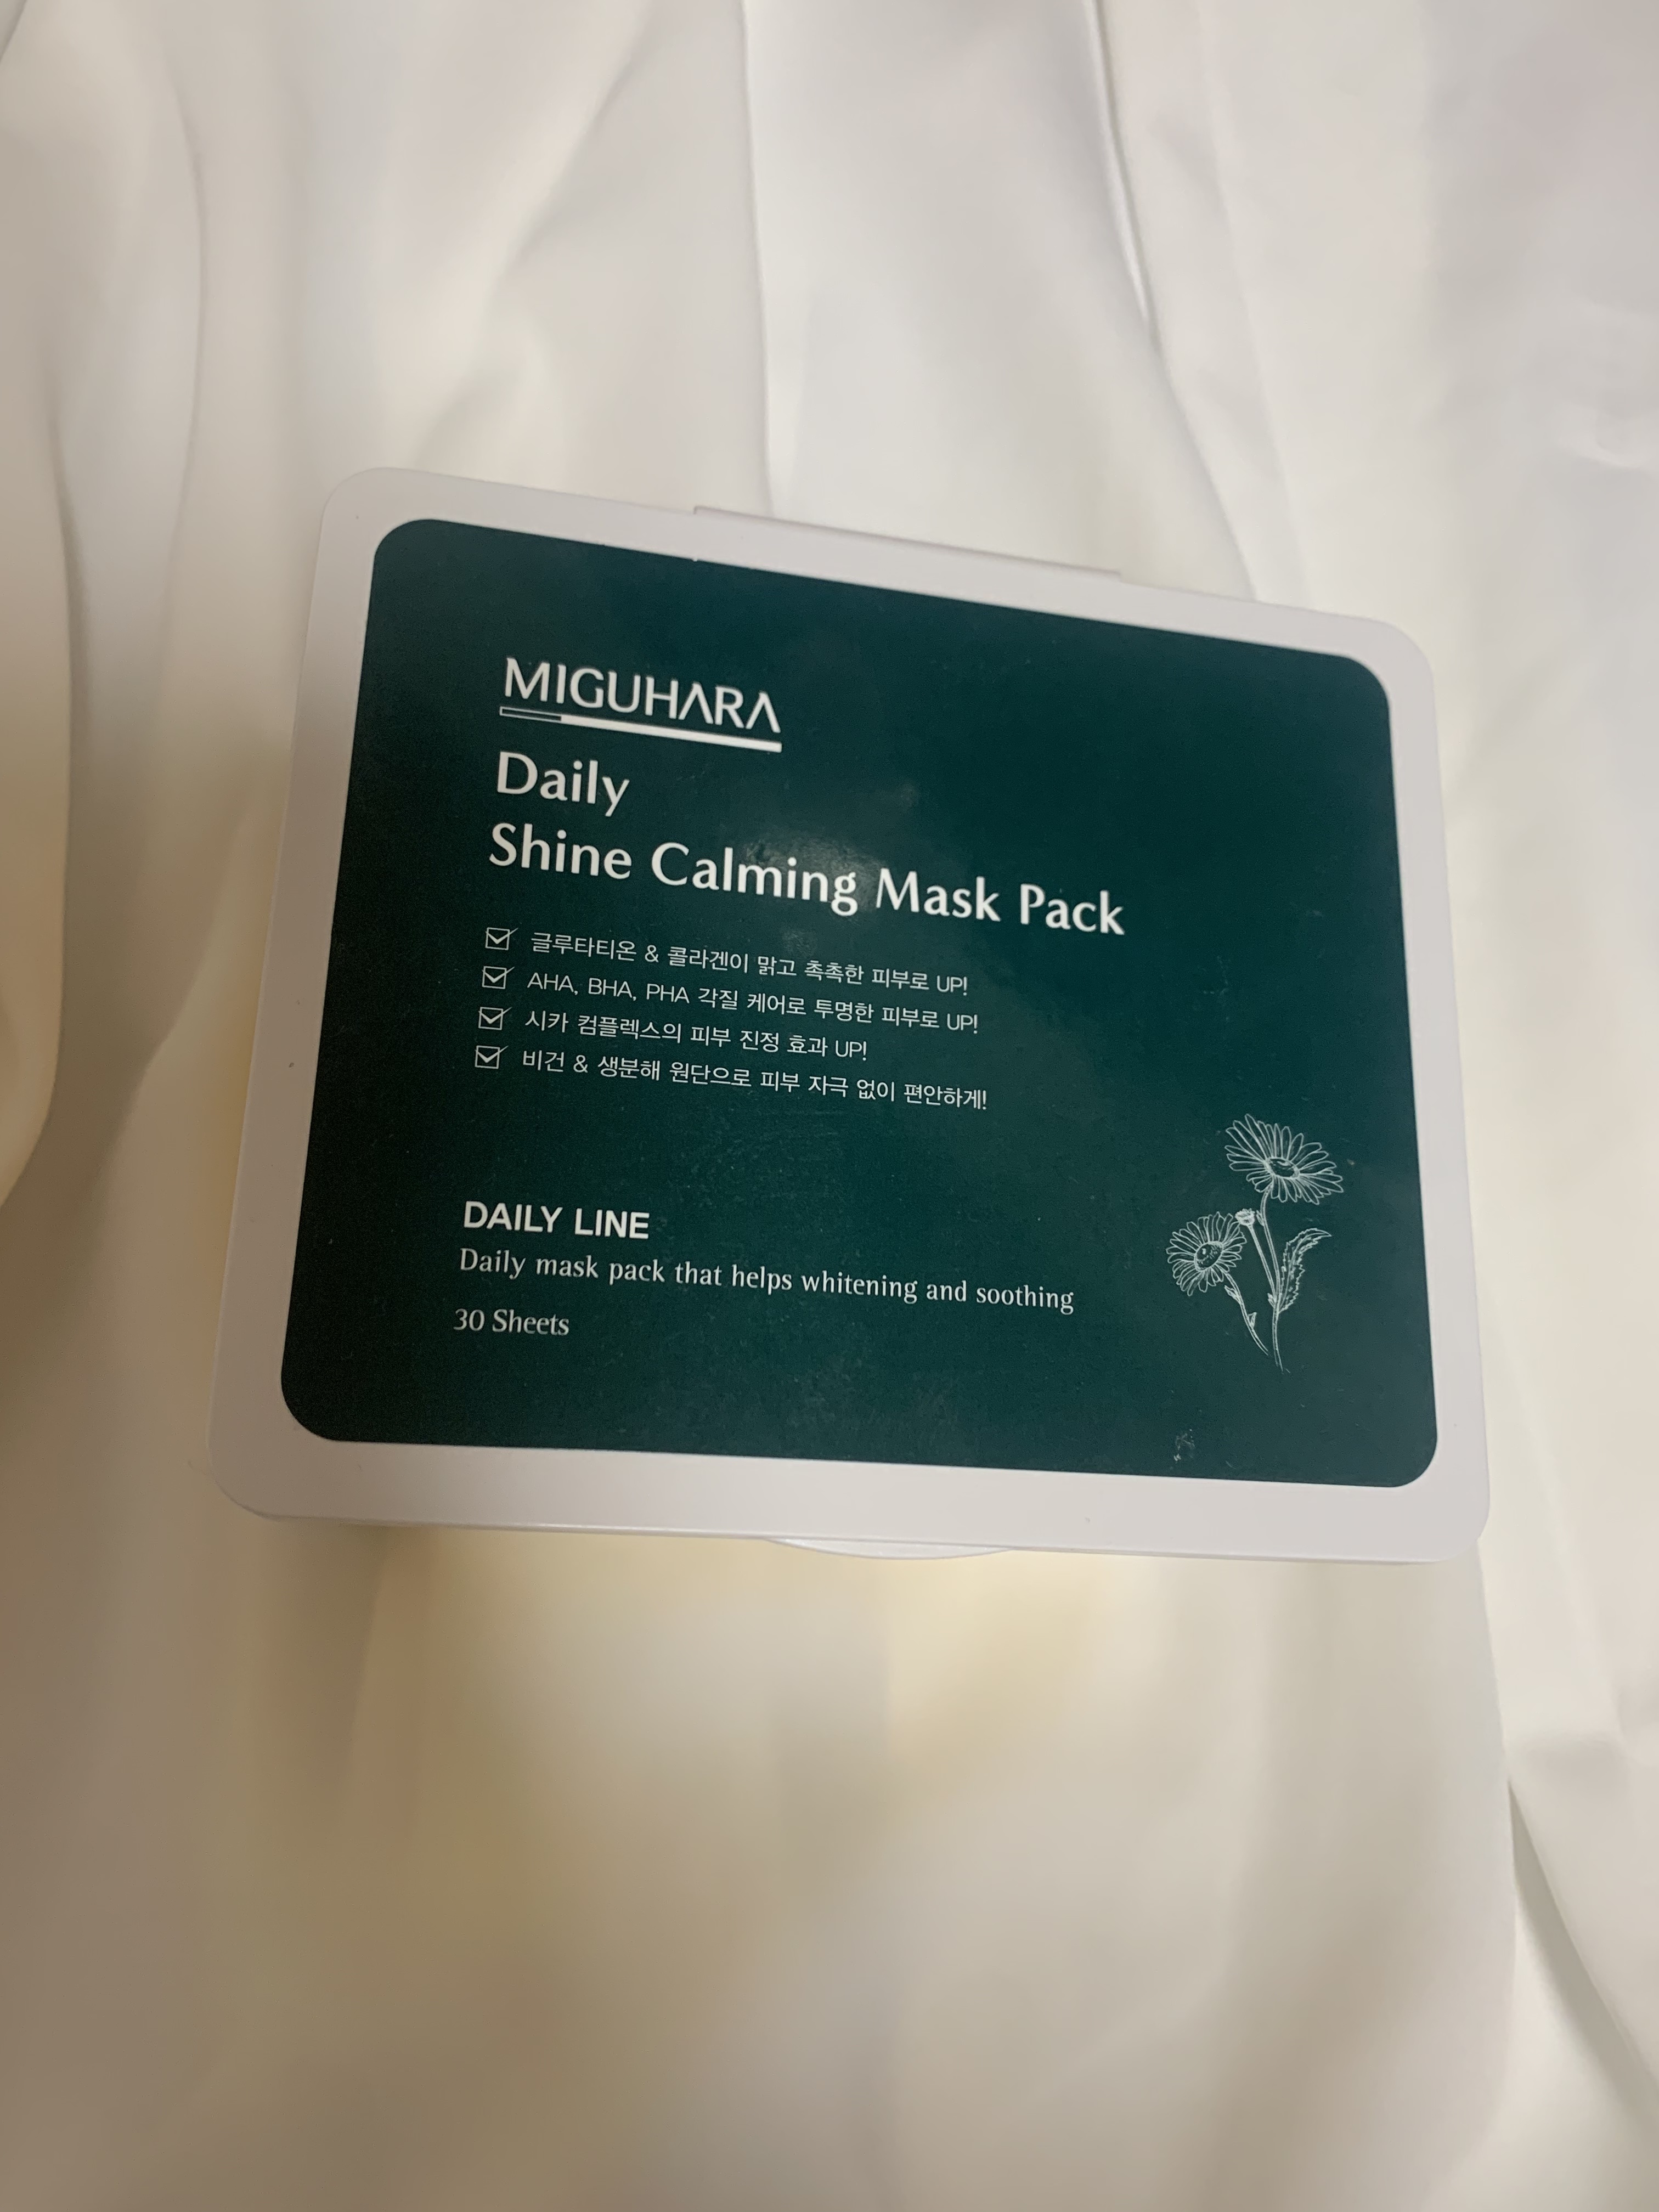 MIGUHARA
Daily
Shine Calming Mask Pack
글루타티온 & 콜라겐이 맑고 촉촉한 피부로 UP!
AHA, BHA, PHA 각질 케어로 투명한 피부로 UP!
시카 컴플렉스의 피부 진정 효과 UP!
비건 & 생분해 원단으로 피부 자극 없이 편안하게!
DAILY LINE
Daily mask pack that helps whitening and soothing
30 Sheets